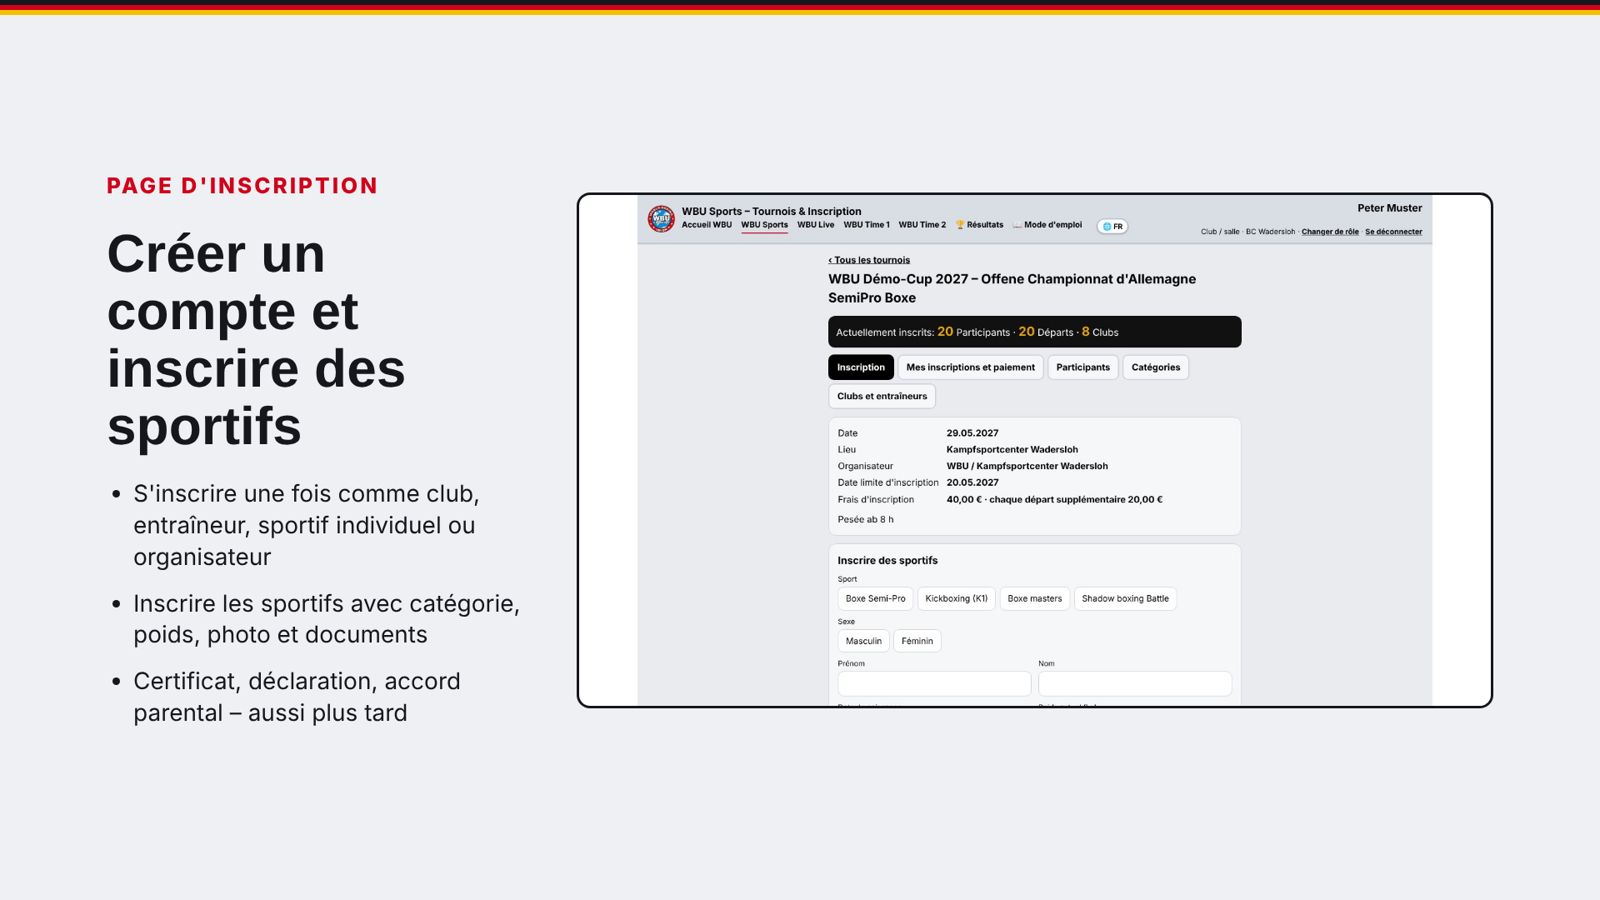 PAGE D'INSCRIPTION
Créer un
compte et
inscrire des
sportifs
• S'inscrire une fois comme club,
entraîneur, sportif individuel ou
organisateur
• Inscrire les sportifs avec catégorie,
poids, photo et documents
• Certificat, déclaration, accord
parental – aussi plus tard
WBU
WBU Sports – Tournois & Inscription
Accueil WBU WBU Sports WBU Live WBU Time 1 WBU Time 2 🏆 Résultats 📖 Mode d'emploi 🌐 FR
Peter Muster
Club / salle · BC Wadersloh · Changer de rôle · Se déconnecter
‹ Tous les tournois
WBU Démo-Cup 2027 – Offene Championnat d'Allemagne
SemiPro Boxe
Actuellement inscrits: 20 Participants · 20 Départs · 8 Clubs
Inscription Mes inscriptions et paiement Participants Catégories
Clubs et entraîneurs
Date 29.05.2027
Lieu Kampfsportcenter Wadersloh
Organisateur WBU / Kampfsportcenter Wadersloh
Date limite d'inscription 20.05.2027
Frais d'inscription 40,00 € · chaque départ supplémentaire 20,00 €
Pesée ab 8 h
Inscrire des sportifs
Sport
Boxe Semi-Pro Kickboxing (K1) Boxe masters Shadow boxing Battle
Sexe
Masculin Féminin
Prénom Nom